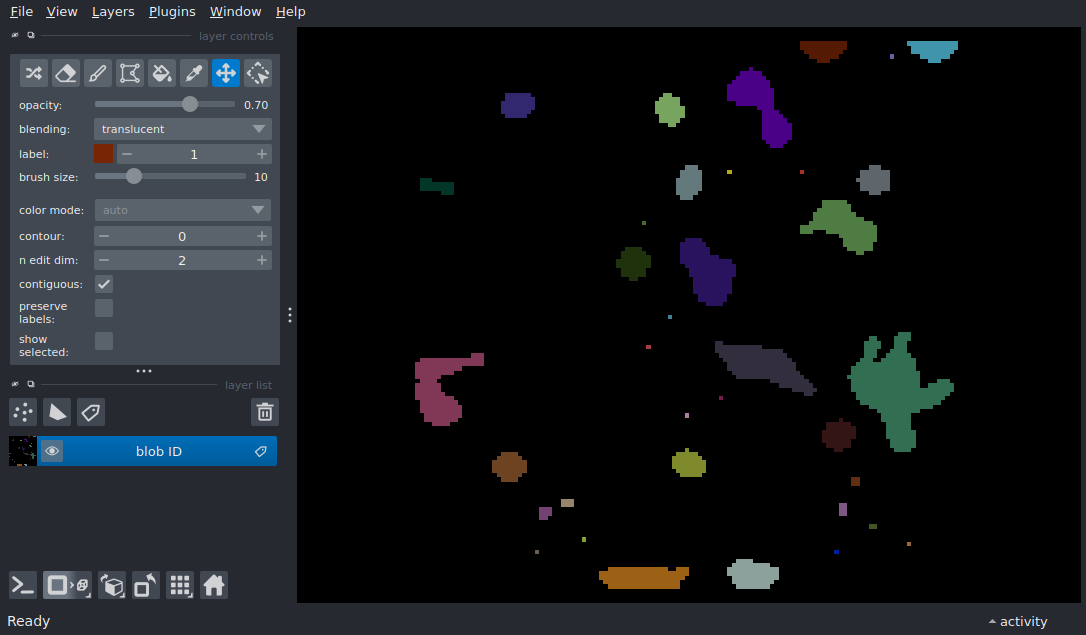 File View Layers Plugins Window Help
layer controls
opacity: 0.70
blending: translucent
label: 1
brush size: 10
color mode: auto
contour: 0
n edit dim: 2
contiguous:
preserve
labels:
show
selected:
layer list
blob ID
Ready activity